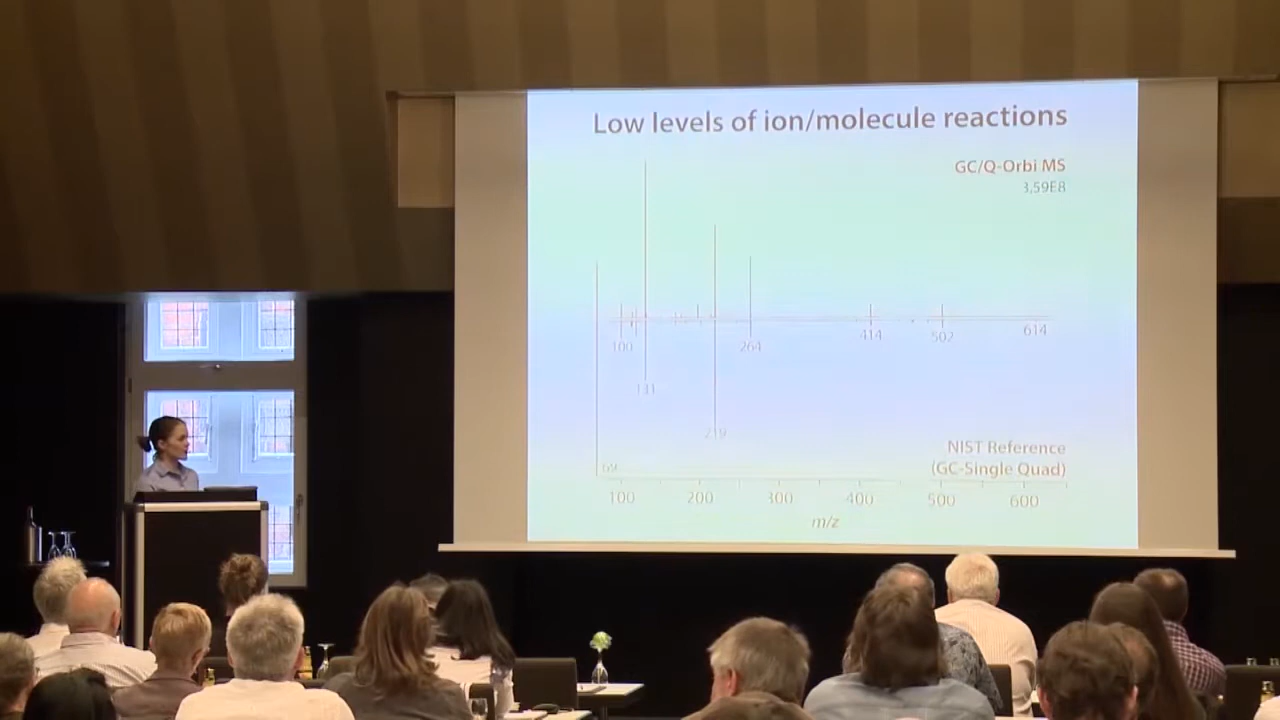 Low levels of ion/molecule reactions
GC/Q-Orbi MS
3,59E8
100
131
219
264
414
502
614
69
NIST Reference
(GC-Single Quad)
100
200
300
400
500
600
m/z